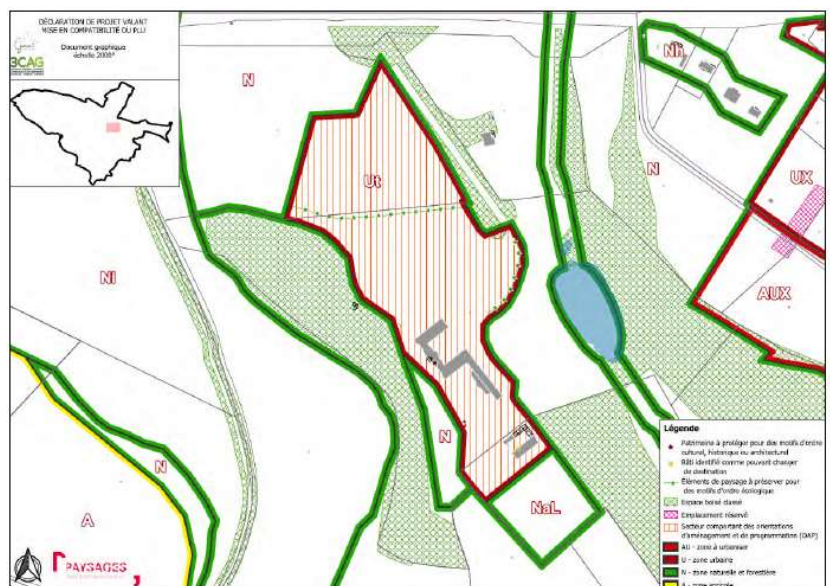 DÉCLARATION DE PROJET VALANT
MISE EN COMPATIBILITÉ DU PLU
Document graphique
3CAG
N
Nh
N
UX
AUX
Ut
Nl
N
N
A
NaL
PAYSAGES
Légende
Patrimoine à protéger pour des motifs d'ordre
culturel, historique ou architectural
Bâti identifié comme pouvant changer
de destination
Éléments de paysage à préserver pour
des motifs d'ordre écologique
Espace boisé classé
Emplacement réservé
Secteur comportant des orientations
d'aménagement et de programmation (OAP)
AU - zone à urbaniser
U - zone urbaine
N - zone naturelle et forestière
A - zone agricole